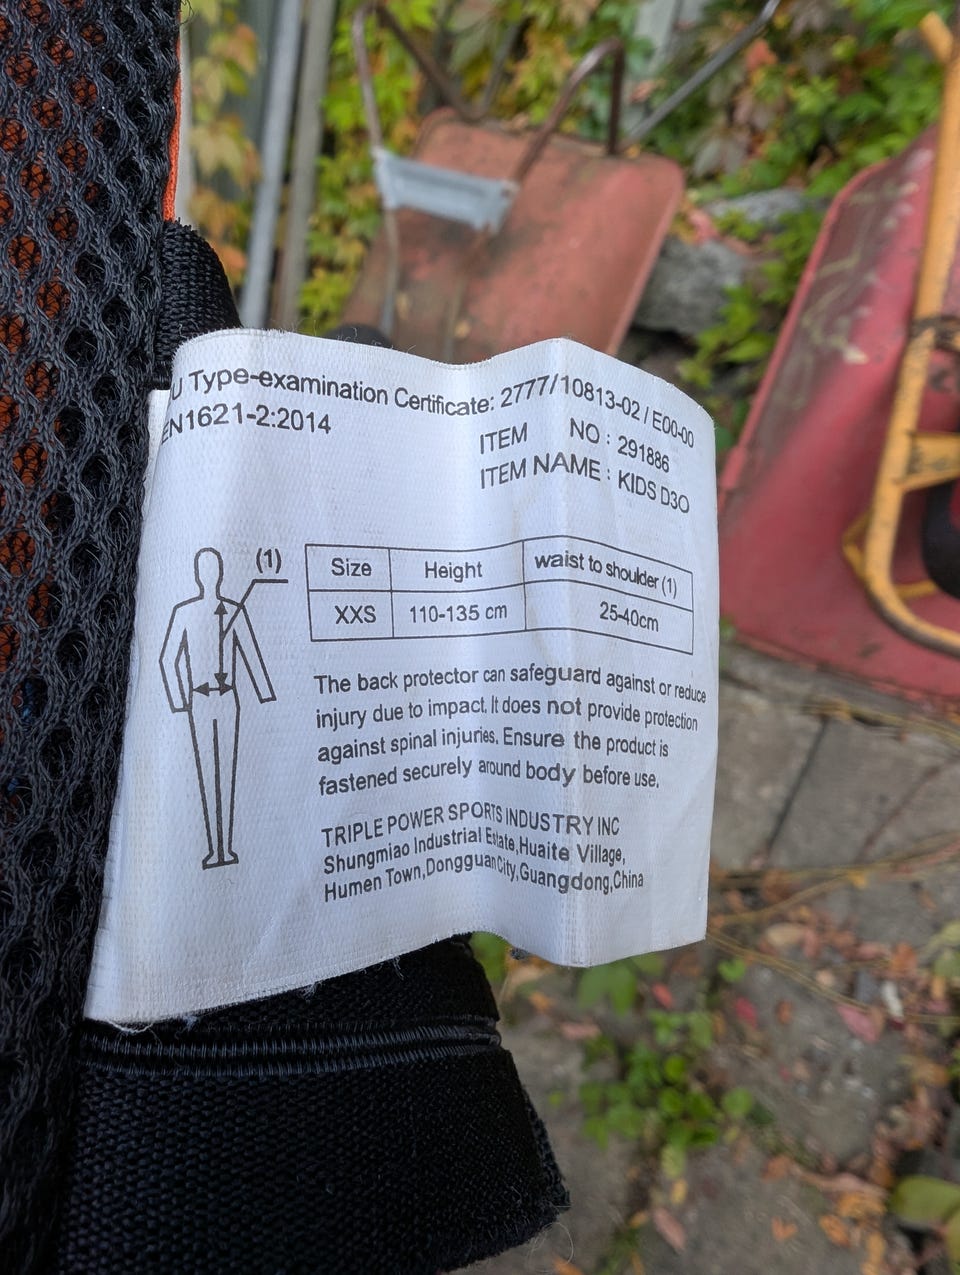 U Type-examination Certificate: 2777/10813-02 / E00-00
EN1621-2:2014
ITEM NO : 291886
ITEM NAME : KIDS D3O
(1)
Size Height waist to shoulder (1)
XXS 110-135 cm 25-40cm
The back protector can safeguard against or reduce
injury due to impact. It does not provide protection
against spinal injuries. Ensure the product is
fastened securely around body before use.
TRIPLE POWER SPORTS INDUSTRY INC
Shungmiao Industrial Estate,Huaite Village,
Humen Town,Dongguan City,Guangdong,China